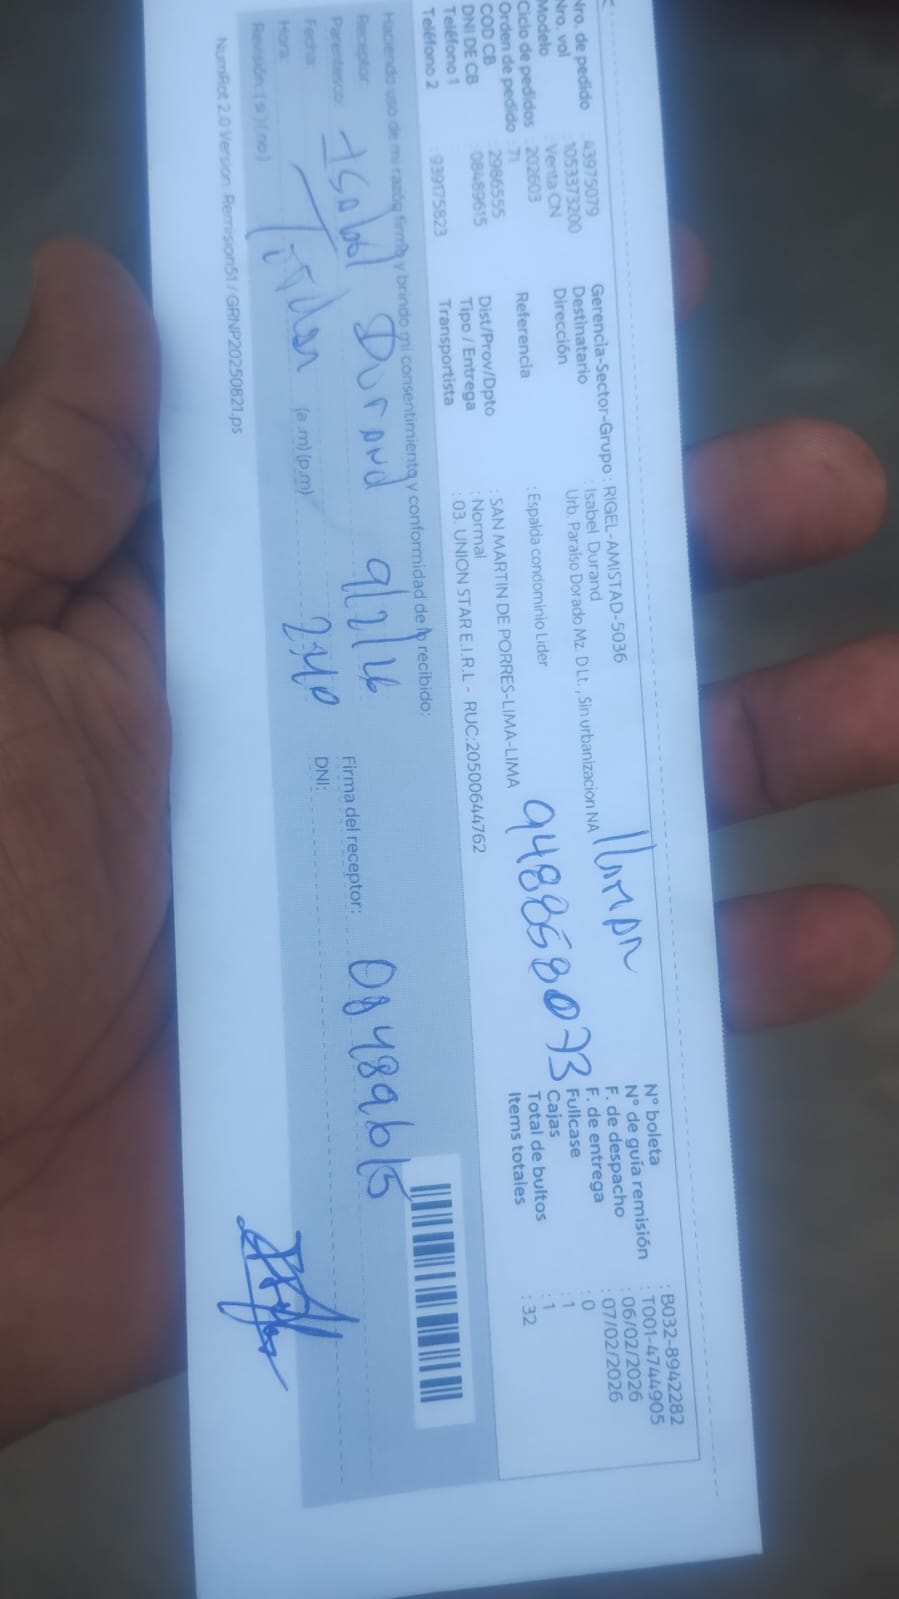 Nro. de pedido : 43975079
Nro. vol : 1053373200
Modelo : Venta CN
Ciclo de pedidos : 202603
Orden de pedido : 71
COD CB : 2986555
DNI DE CB : 08489615
Teléfono 1 :
Teléfono 2 : 939175823
Gerencia-Sector-Grupo : RIGEL-AMISTAD-5036
Destinatario : Isabel Durand
Dirección : Urb. Paraiso Dorado Mz. D Lt. , Sin urbanizacion NA
Referencia : Espalda condominio Lider
Dist/Prov/Dpto : SAN MARTIN DE PORRES-LIMA-LIMA
Tipo / Entrega : Normal
Transportista : 03. UNION STAR E.I.R.L - RUC:20500644762
948858073
N° boleta : B032-8942282
N° de guía remisión : T001-4744905
F. de despacho : 06/02/2026
F. de entrega : 07/02/2026
Fullcase : 0
Cajas : 1
Total de bultos : 1
Items totales : 32
Haciendo uso de mi razón firmo y brindo mi consentimiento y conformidad de lo recibido:
Receptor: Isabel Durand 9/2/26
Parentesco:
Fecha: Titular 2:40
Hora: (a.m)(p.m)
Revisión: ( si ) ( no )
Firma del receptor: 08489615
DNI:
NumRot 2.0 Version Remision51 / GRNP20250821.ps